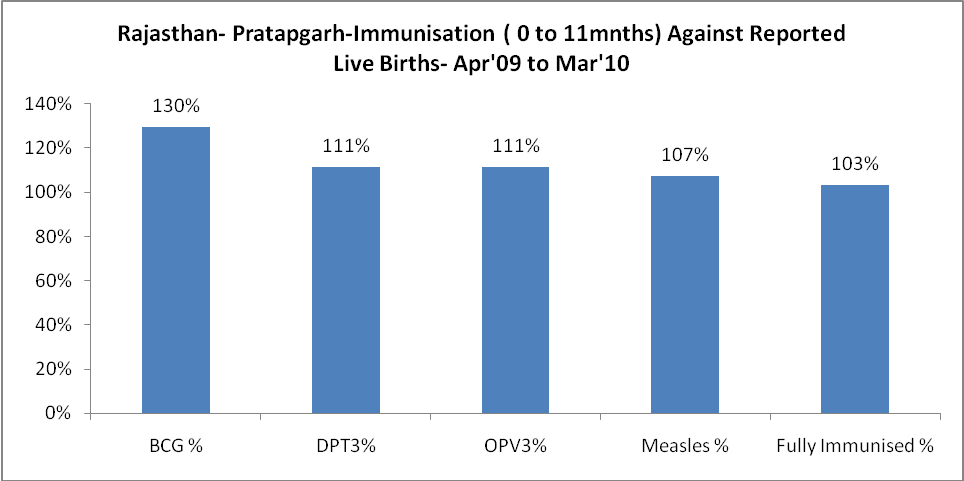 Rajasthan- Pratapgarh-Immunisation ( 0 to 11mnths) Against Reported
Live Births- Apr'09 to Mar'10
140%
120%
100%
80%
60%
40%
20%
0%
130%
111%
111%
107%
103%
BCG %
DPT3%
OPV3%
Measles %
Fully Immunised %